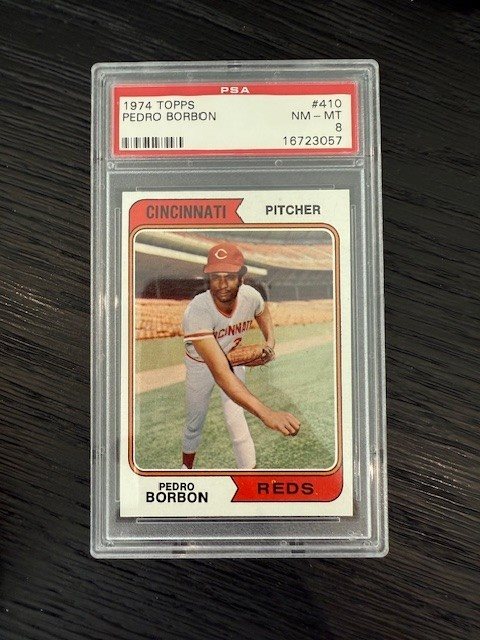 PSA
1974 TOPPS #410
PEDRO BORBON NM - MT
8
16723057
CINCINNATI PITCHER
C
CINCINNATI
PEDRO
BORBON REDS